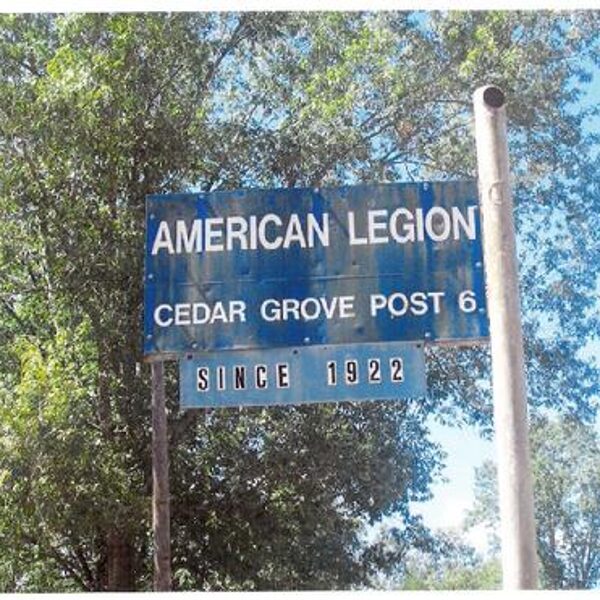 AMERICAN LEGION
CEDAR GROVE POST 6
SINCE 1922